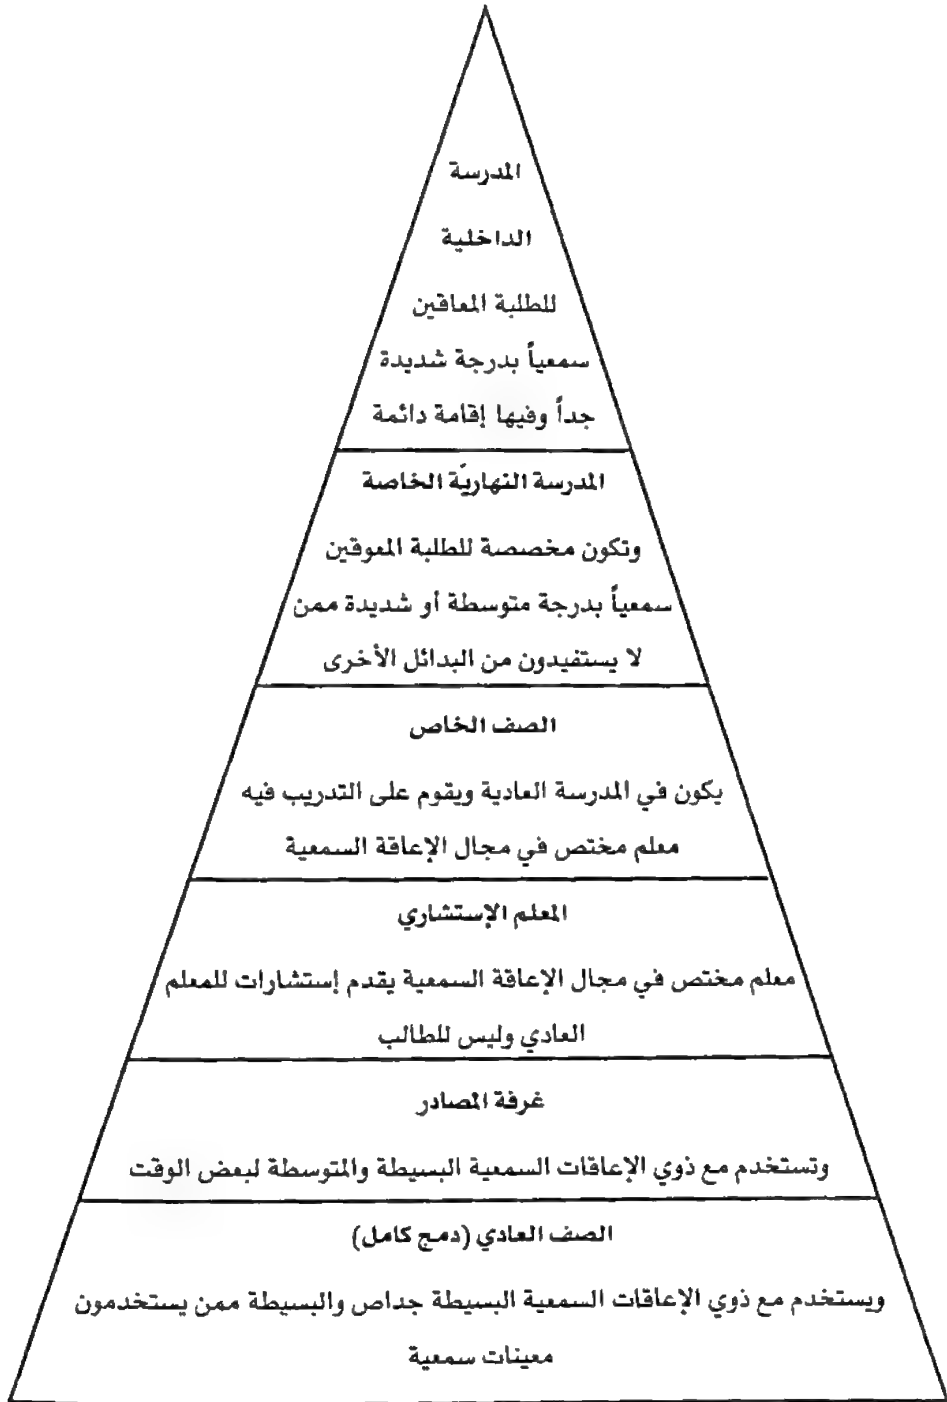 المدرسة
الداخلية
للطلبة المعاقين
سمعياً بدرجة شديدة
جداً وفيها إقامة دائمة
المدرسة النهاريّة الخاصة
وتكون مخصصة للطلبة المعوقين
سمعياً بدرجة متوسطة أو شديدة ممن
لا يستفيدون من البدائل الأخرى
الصف الخاص
يكون في المدرسة العادية ويقوم على التدريب فيه
معلم مختص في مجال الإعاقة السمعية
المعلم الإستشاري
معلم مختص في مجال الإعاقة السمعية يقدم إستشارات للمعلم
العادي وليس للطالب
غرفة المصادر
وتستخدم مع ذوي الإعاقات السمعية البسيطة والمتوسطة لبعض الوقت
الصف العادي (دمج كامل)
ويستخدم مع ذوي الإعاقات السمعية البسيطة جداص والبسيطة ممن يستخدمون
معينات سمعية